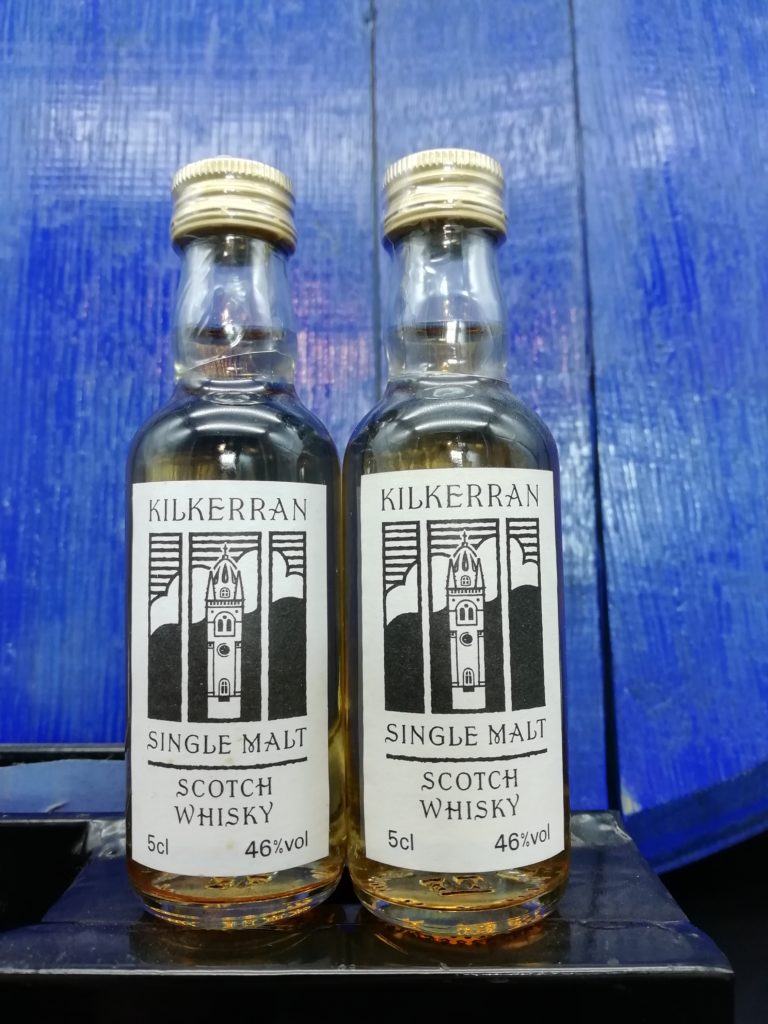 KILKERRAN
SINGLE MALT
SCOTCH
WHISKY
5cl 46%vol
KILKERRAN
SINGLE MALT
SCOTCH
WHISKY
5cl 46%vol